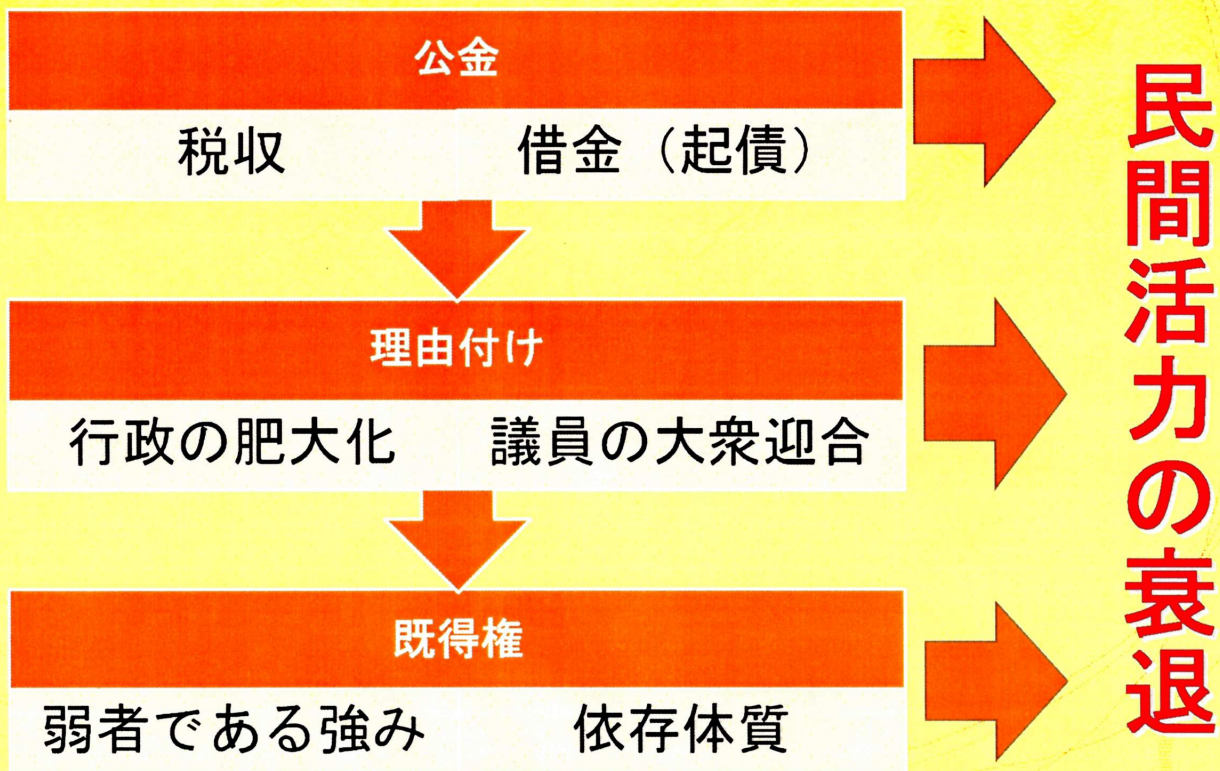 公金
税収 借金（起債）
理由付け
行政の肥大化 議員の大衆迎合
既得権
弱者である強み 依存体質
民間活力の衰退